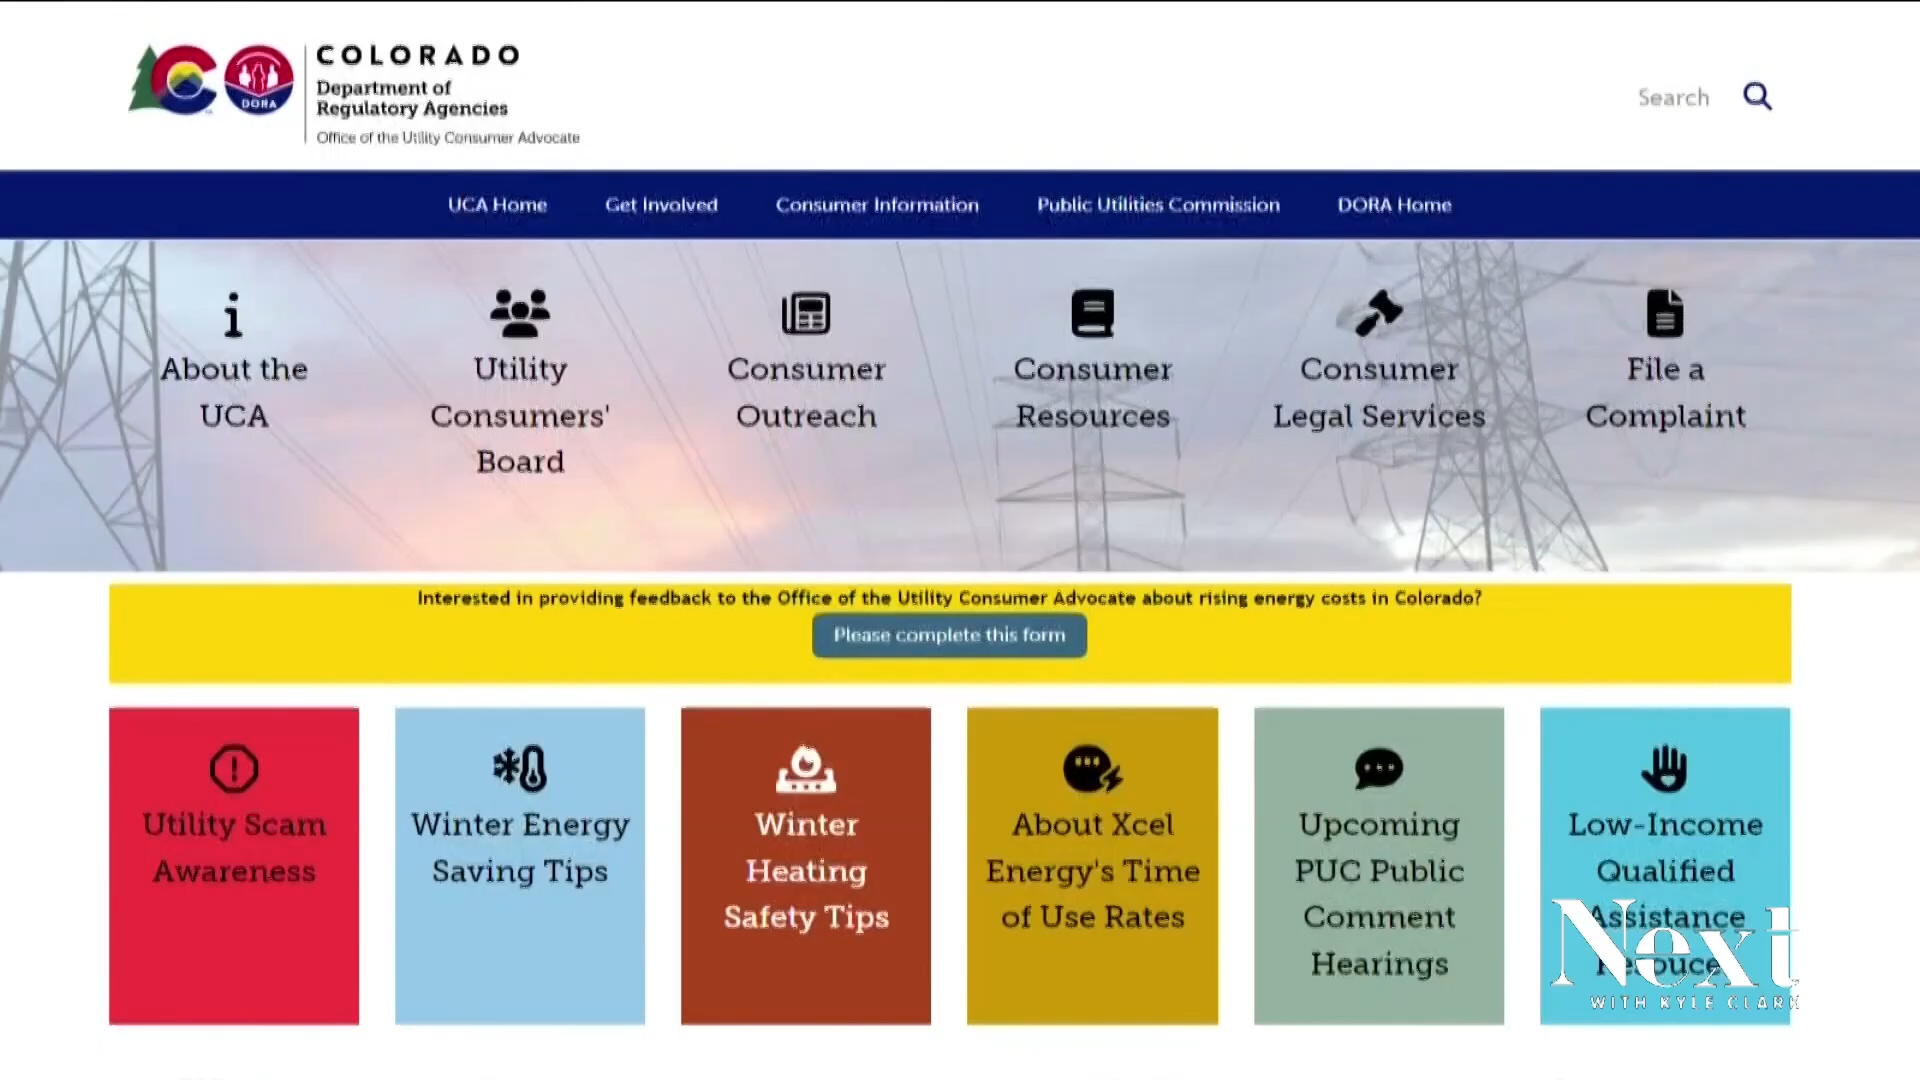 COLORADO
Department of
Regulatory Agencies
Office of the Utility Consumer Advocate
DORA
Search
UCA Home Get Involved Consumer Information Public Utilities Commission DORA Home
About the
UCA
Utility
Consumers'
Board
Consumer
Outreach
Consumer
Resources
Consumer
Legal Services
File a
Complaint
Interested in providing feedback to the Office of the Utility Consumer Advocate about rising energy costs in Colorado?
Please complete this form
Utility Scam
Awareness
Winter Energy
Saving Tips
Winter
Heating
Safety Tips
About Xcel
Energy's Time
of Use Rates
Upcoming
PUC Public
Comment
Hearings
Low-Income
Qualified
Assistance
Next
WITH KYLE CLARK